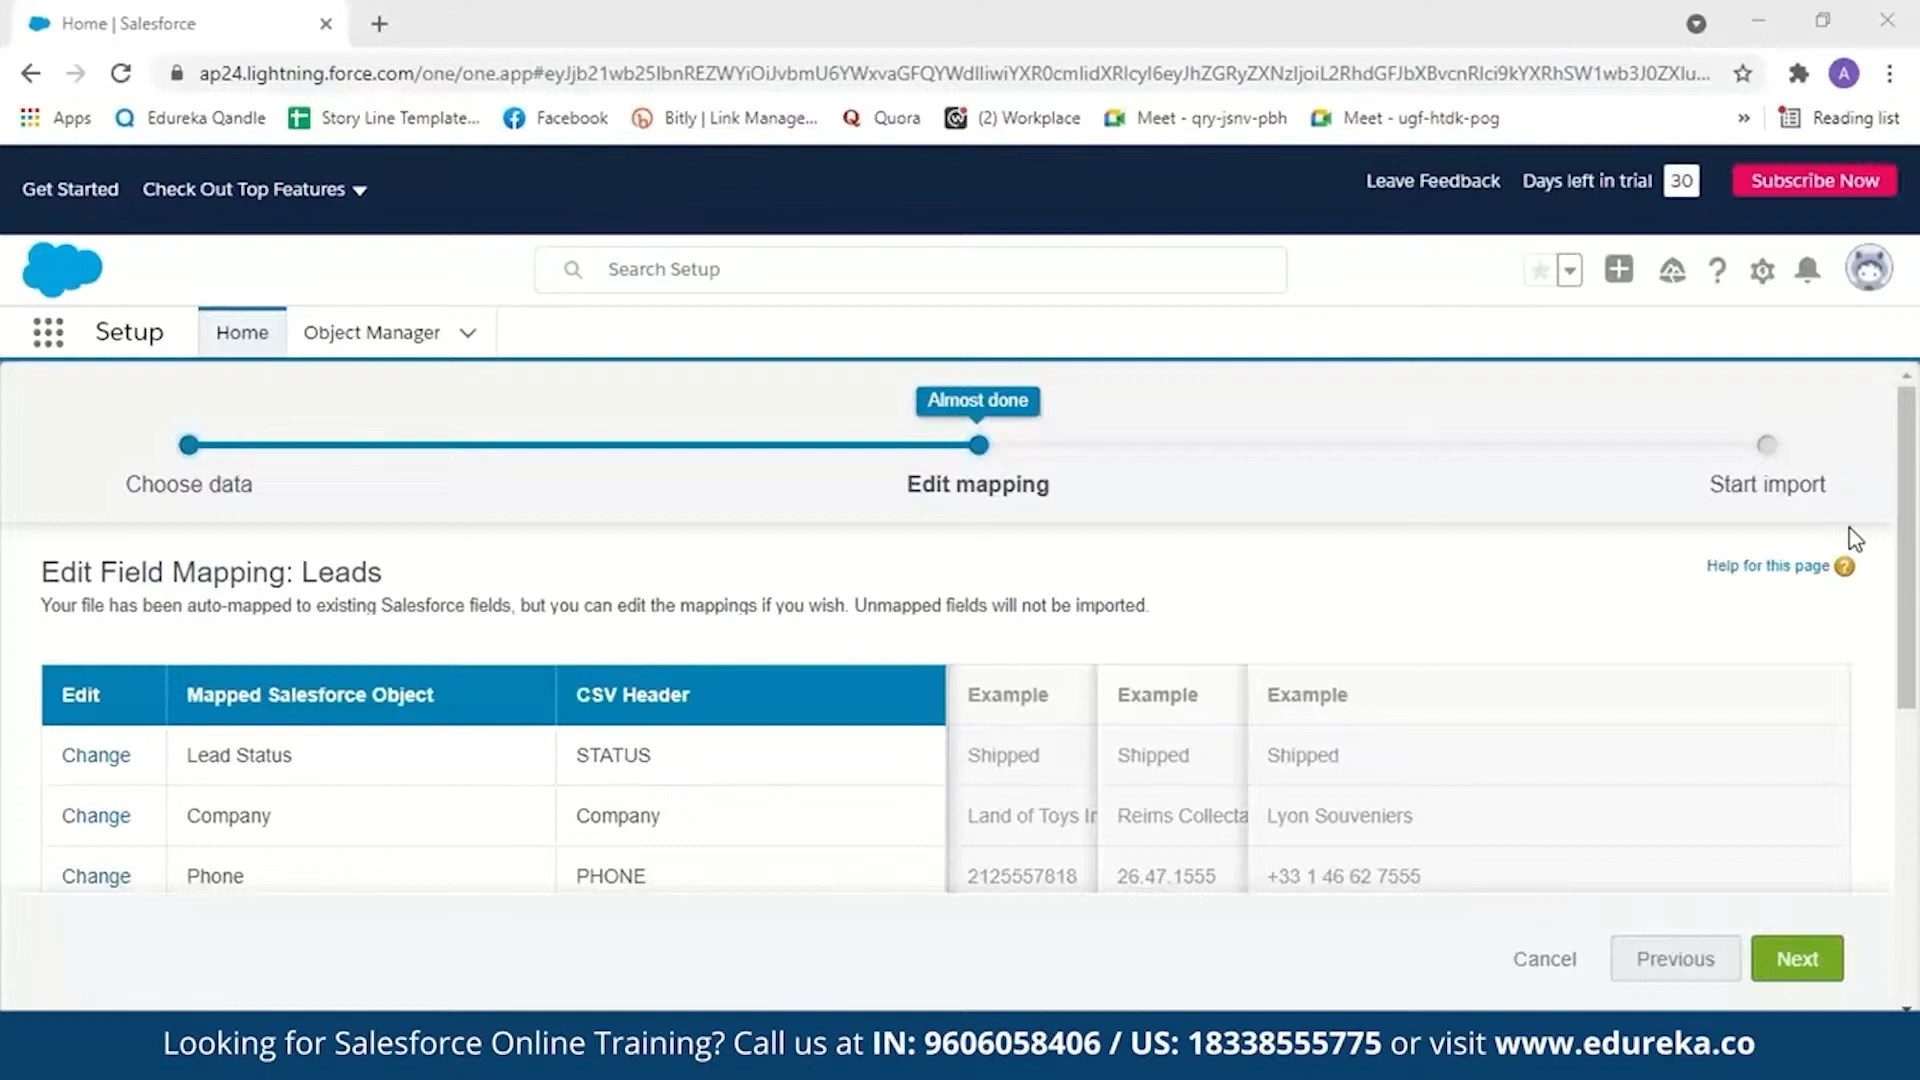 Home | Salesforce
ap24.lightning.force.com/one/one.app#eyJjb21wb25lbnREZWYiOiJvbmU6YWxvaGFQYWdlIiwiYXR0cmlidXRlcyI6eyJhZGRyZXNzIjoiL2RhdGFJbXBvcnRlci9kYXRhSW1wb3J0ZXIu...
Apps Edureka Qandle Story Line Template... Facebook Bitly | Link Manage... Quora (2) Workplace Meet - qry-jsnv-pbh Meet - ugf-htdk-pog » Reading list
Get Started Check Out Top Features Leave Feedback Days left in trial 30 Subscribe Now
Search Setup
Setup Home Object Manager
Almost done
Choose data Edit mapping Start import
Edit Field Mapping: Leads
Help for this page ?
Your file has been auto-mapped to existing Salesforce fields, but you can edit the mappings if you wish. Unmapped fields will not be imported.
Edit Mapped Salesforce Object CSV Header Example Example Example
Change Lead Status STATUS Shipped Shipped Shipped
Change Company Company Land of Toys Ir Reims Collecta Lyon Souveniers
Change Phone PHONE 2125557818 26.47.1555 +33 1 46 62 7555
Cancel Previous Next
Looking for Salesforce Online Training? Call us at IN: 9606058406 / US: 18338555775 or visit www.edureka.co